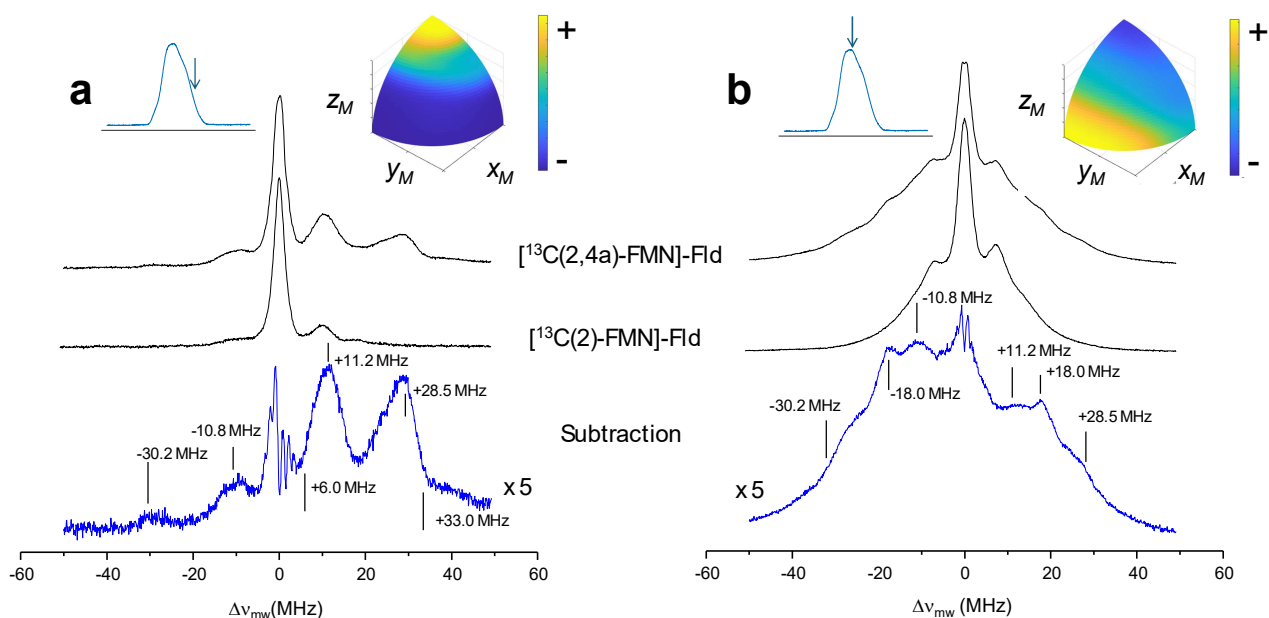 a
+
-
z_M
y_M
x_M
b
+
-
z_M
y_M
x_M
[¹³C(2,4a)-FMN]-Fld
[¹³C(2)-FMN]-Fld
Subtraction
+11.2 MHz
+28.5 MHz
-10.8 MHz
-30.2 MHz
+6.0 MHz
+33.0 MHz
x 5
-10.8 MHz
+11.2 MHz
+18.0 MHz
-18.0 MHz
-30.2 MHz
+28.5 MHz
x 5
-60 -40 -20 0 20 40 60
Δν_mw(MHz)
-60 -40 -20 0 20 40 60
Δν_mw(MHz)